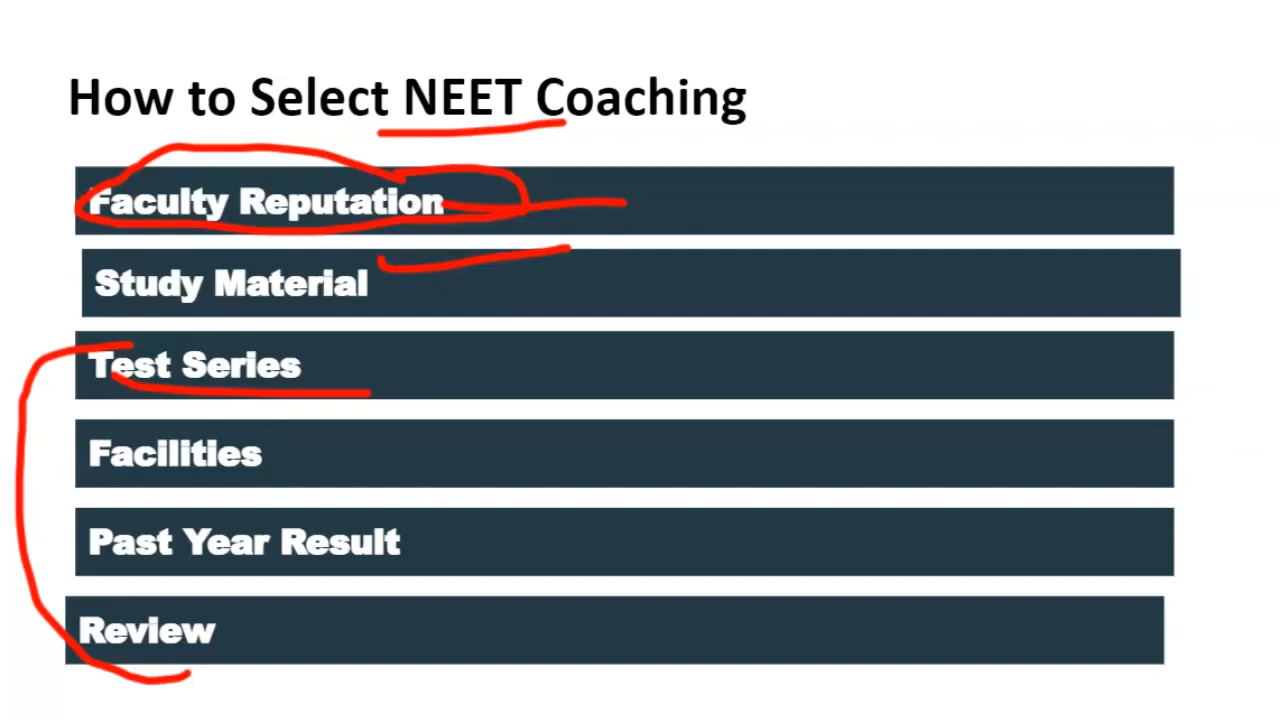 How to Select NEET Coaching
Faculty Reputation
Study Material
Test Series
Facilities
Past Year Result
Review